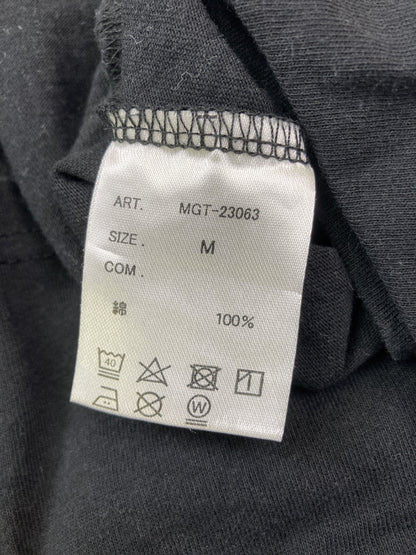 ART. MGT-23063
SIZE. M
COM.
綿 100%
40
W